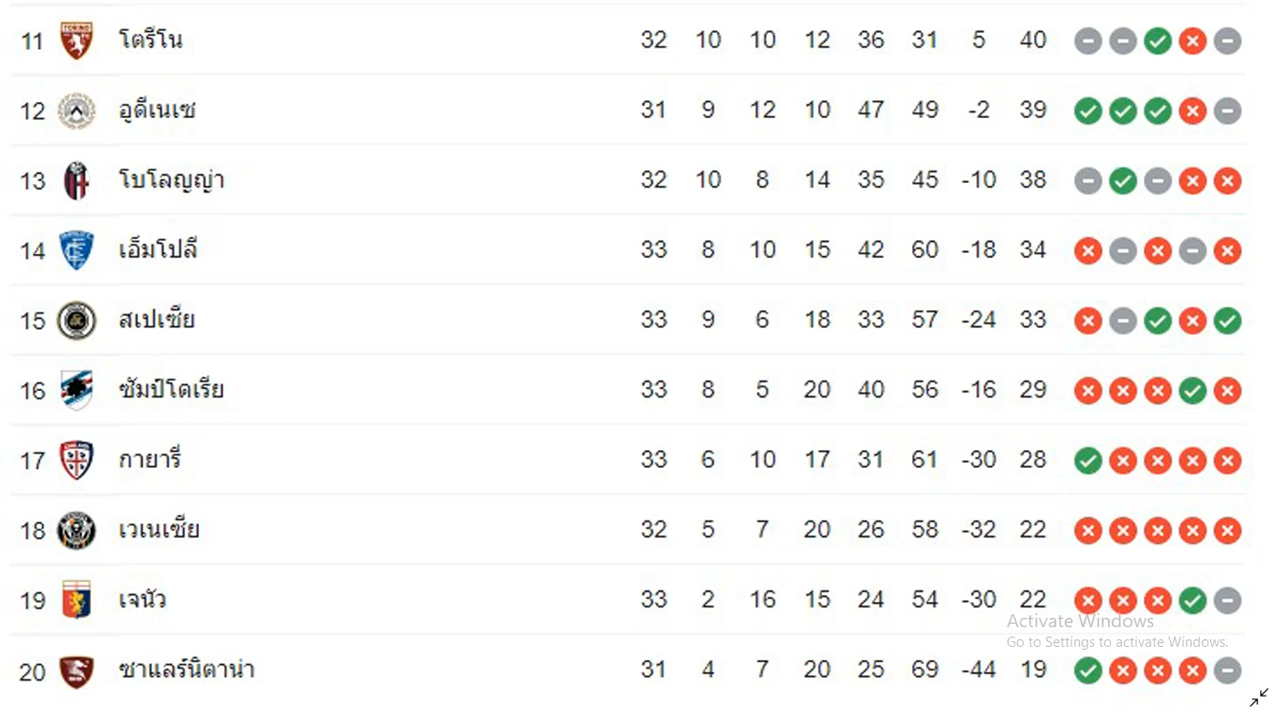 11 โตริโน 32 10 10 12 36 31 5 40
12 อูดีเนเซ 31 9 12 10 47 49 -2 39
13 โบโลญญ่า 32 10 8 14 35 45 -10 38
14 เอ็มโปลี 33 8 10 15 42 60 -18 34
15 สเปเซีย 33 9 6 18 33 57 -24 33
16 ซัมป์โดเรีย 33 8 5 20 40 56 -16 29
17 กายารี่ 33 6 10 17 31 61 -30 28
18 เวเนเซีย 32 5 7 20 26 58 -32 22
19 เจนัว 33 2 16 15 24 54 -30 22
Activate Windows
Go to Settings to activate Windows.
20 ซาแลร์นิตาน่า 31 4 7 20 25 69 -44 19